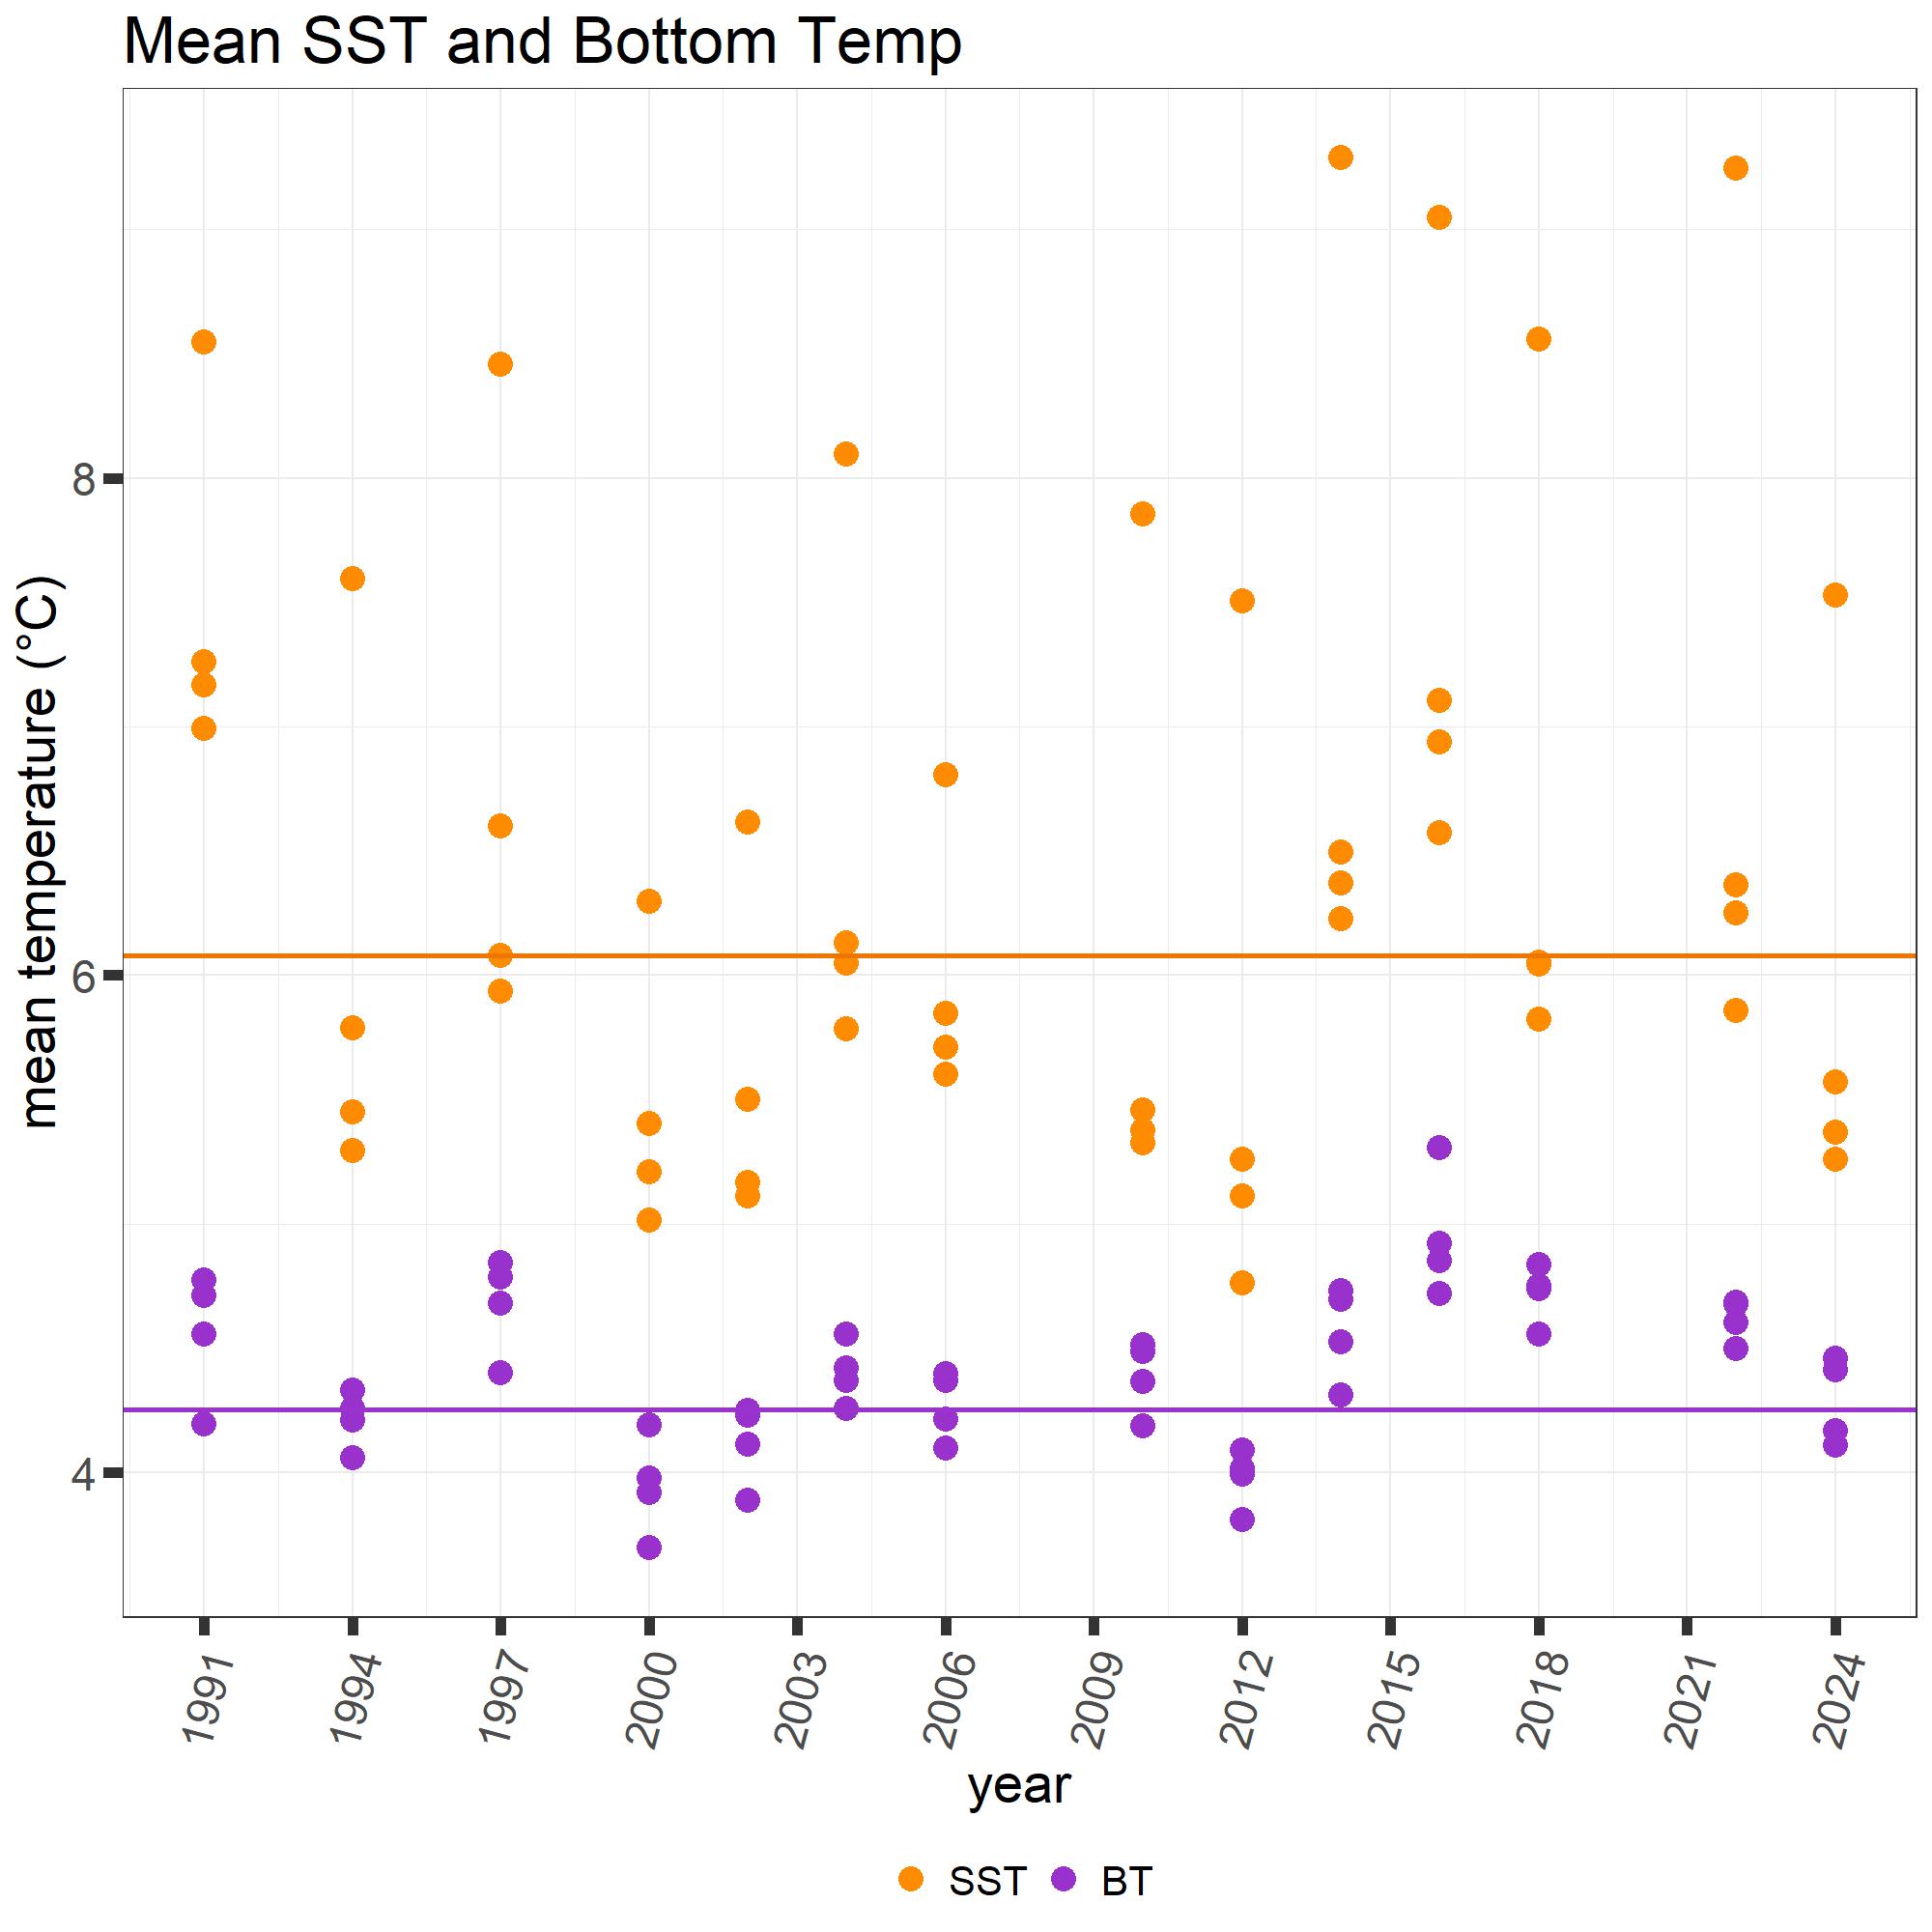 Mean SST and Bottom Temp
mean temperature (°C)
8
6
4
1991 1994 1997 2000 2003 2006 2009 2012 2015 2018 2021 2024
year
SST BT